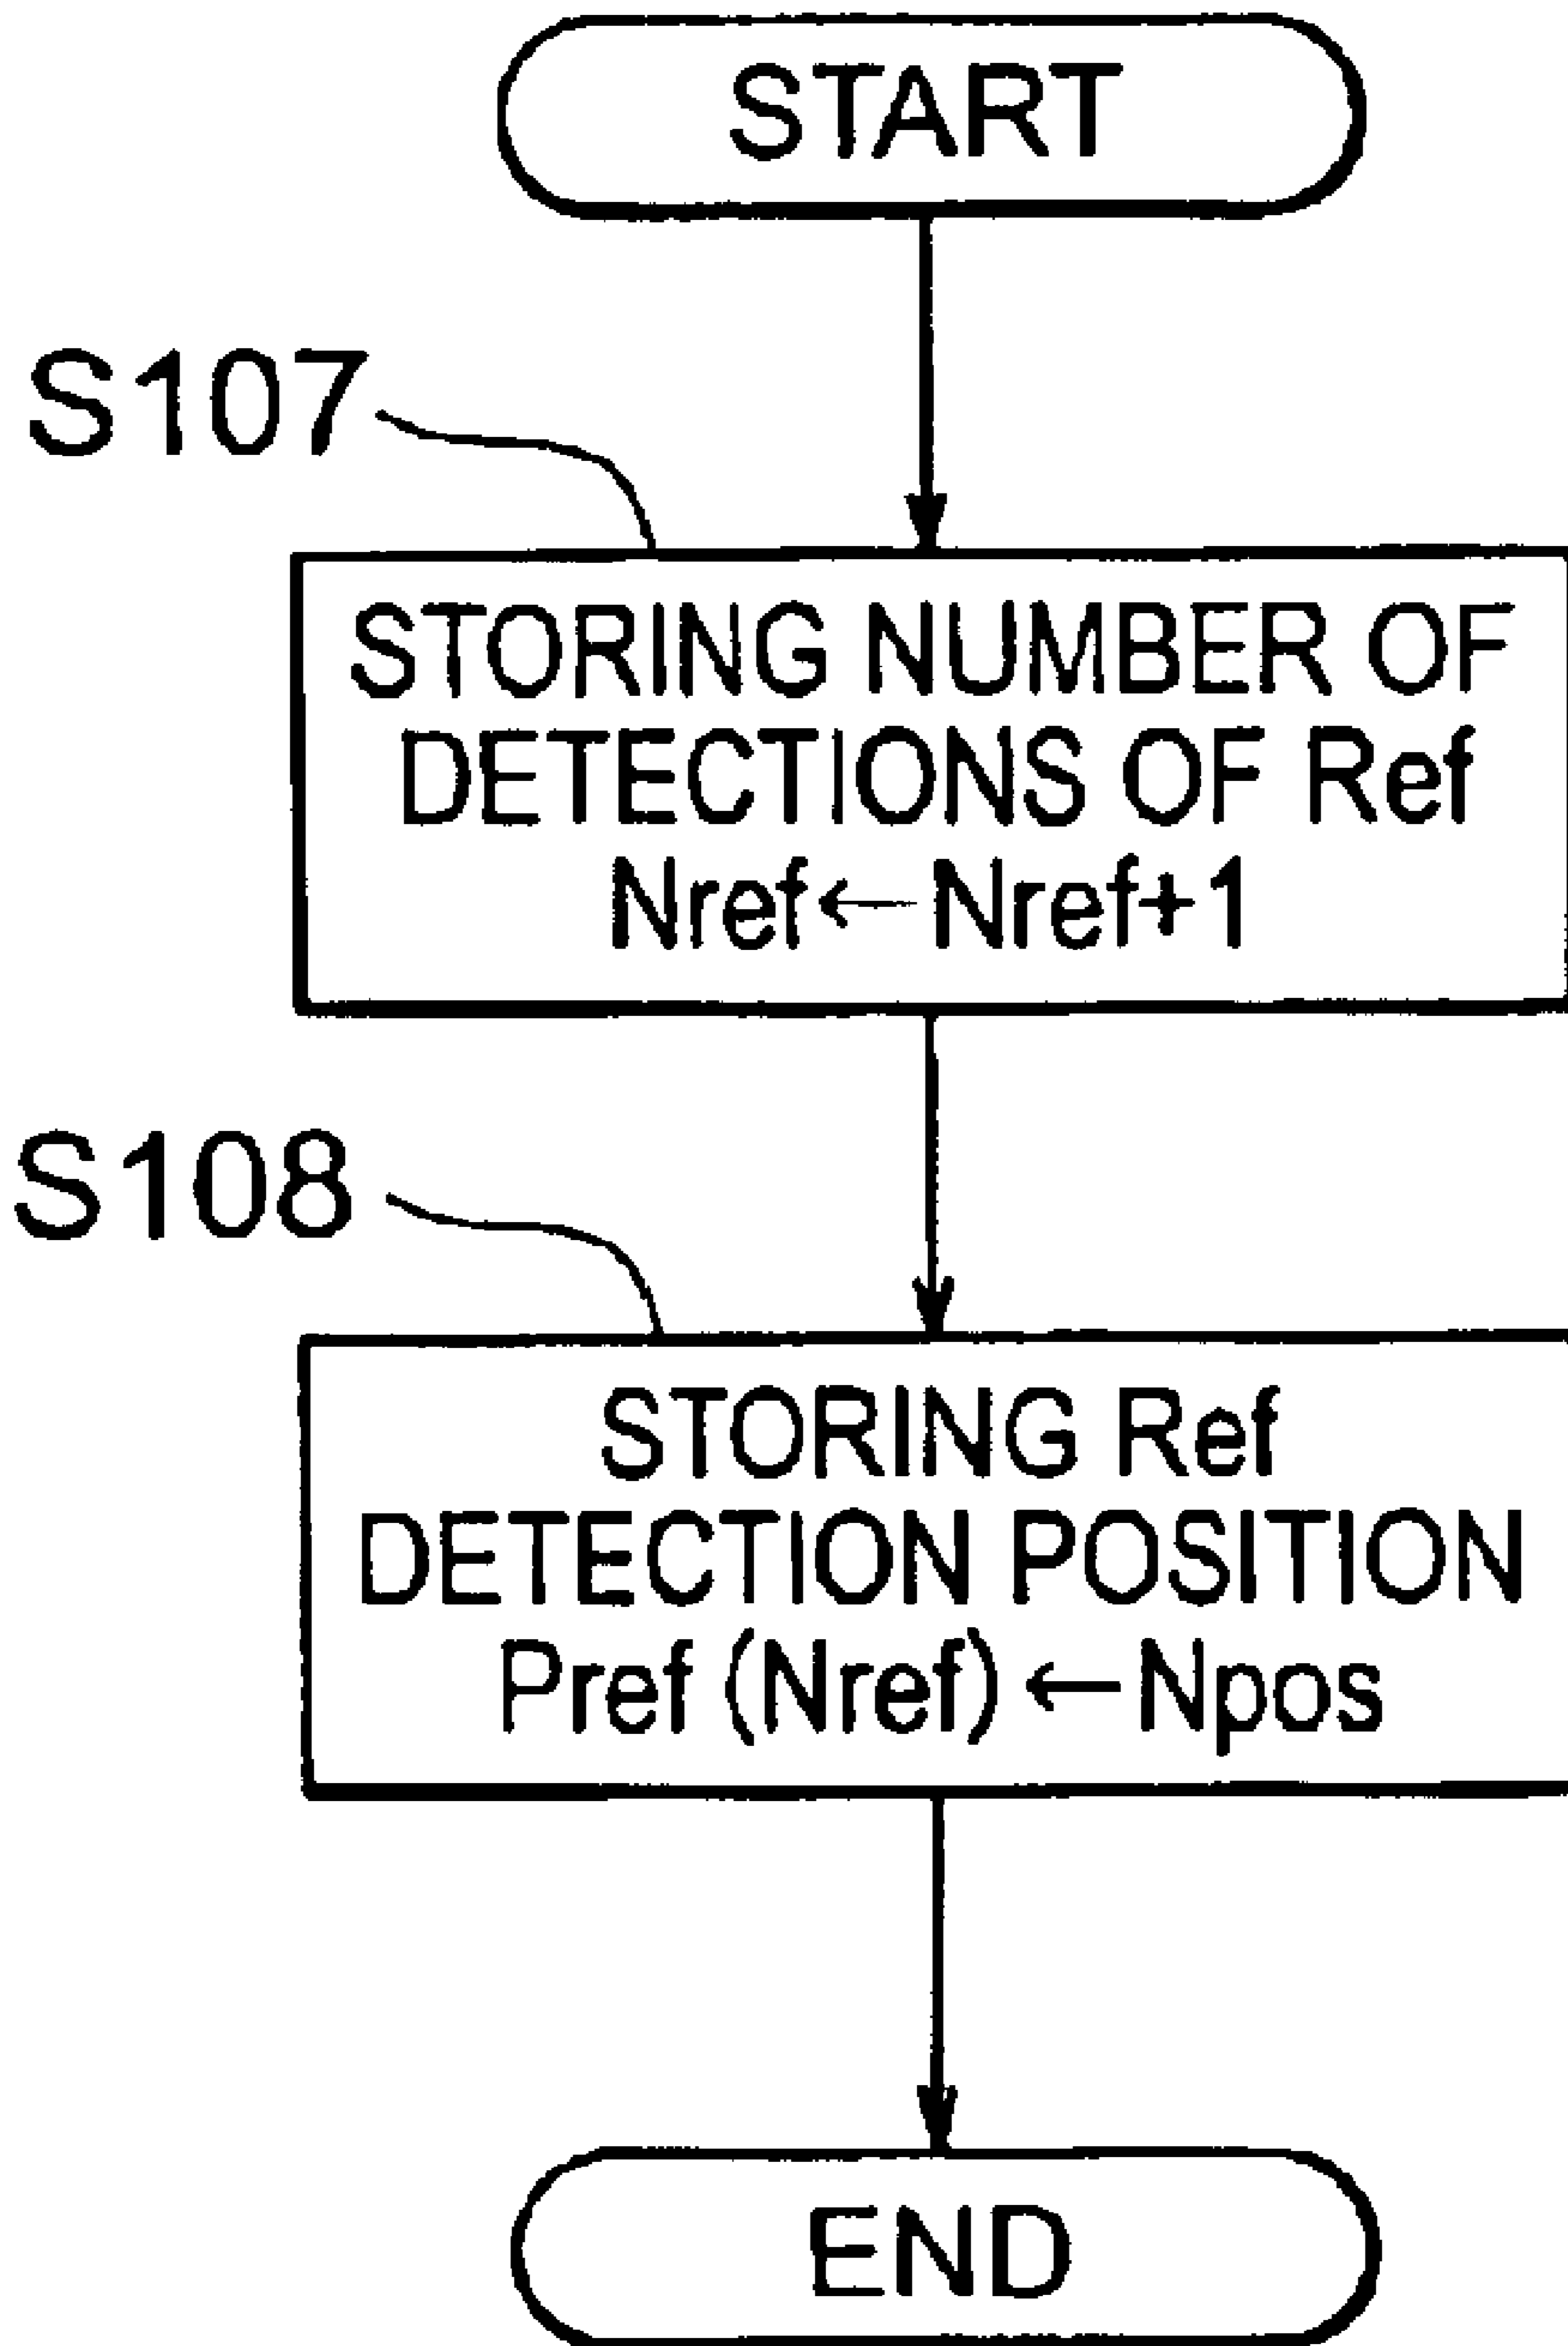 START
S107
STORING NUMBER OF
DETECTIONS OF Ref
Nref←Nref+1
S108
STORING Ref
DETECTION POSITION
Pref (Nref) ← Npos
END